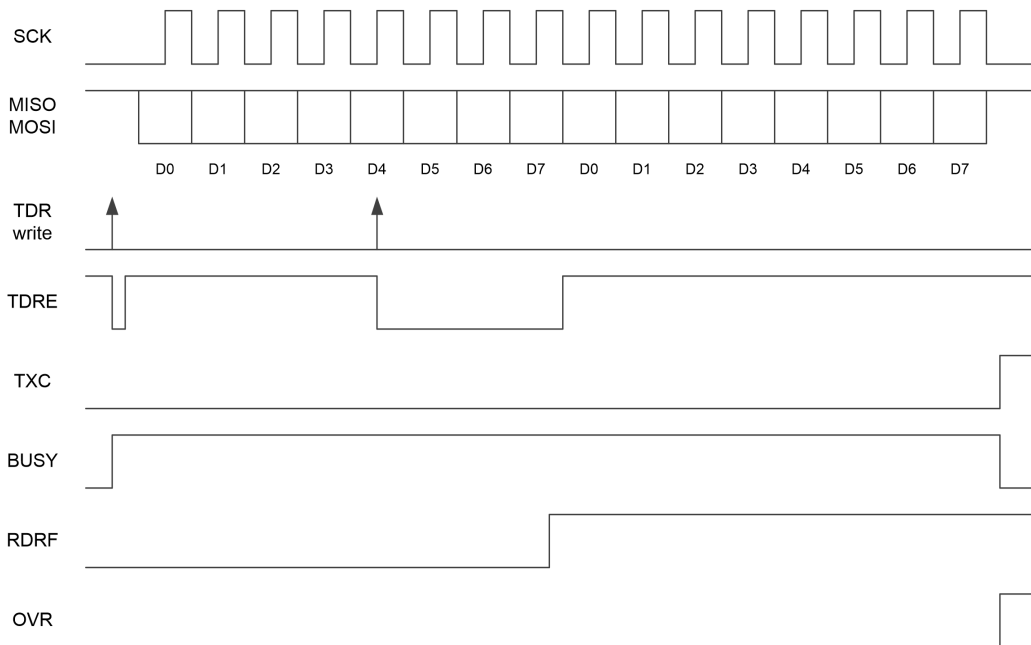 SCK
MISO
MOSI
D0 D1 D2 D3 D4 D5 D6 D7 D0 D1 D2 D3 D4 D5 D6 D7
TDR
write
TDRE
TXC
BUSY
RDRF
OVR